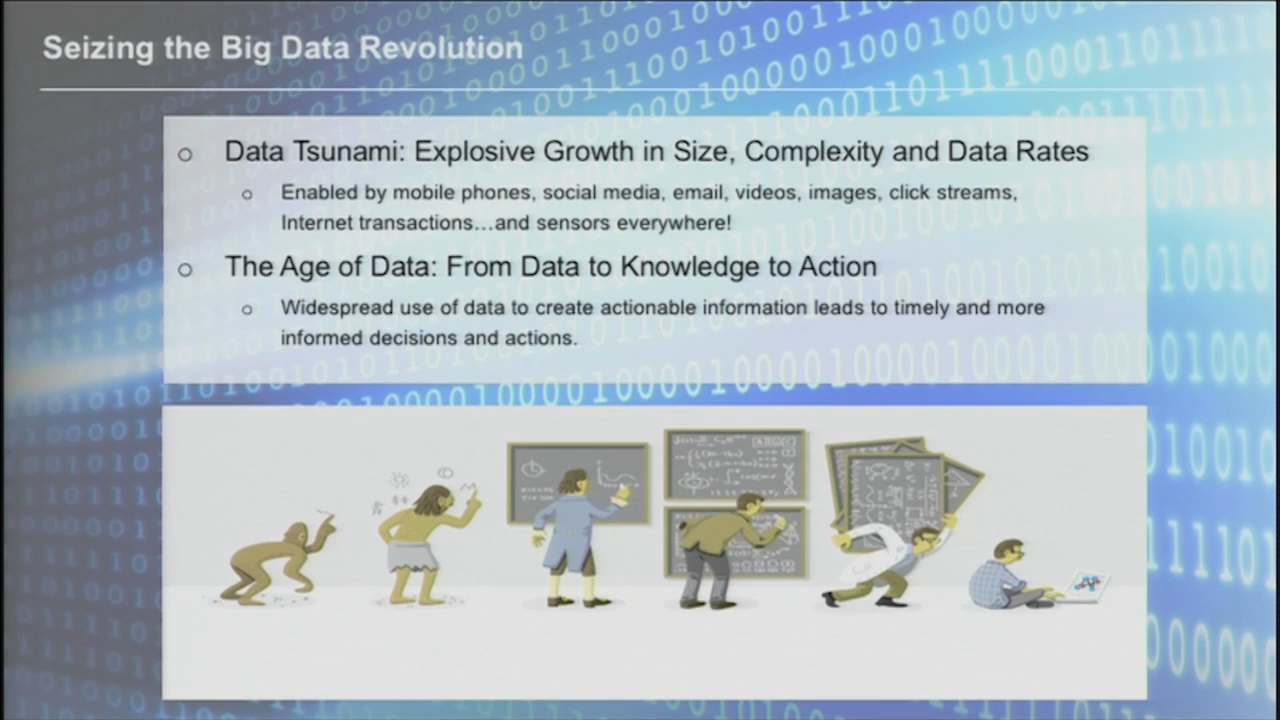 Seizing the Big Data Revolution
Data Tsunami: Explosive Growth in Size, Complexity and Data Rates
Enabled by mobile phones, social media, email, videos, images, click streams,
Internet transactions…and sensors everywhere!
The Age of Data: From Data to Knowledge to Action
Widespread use of data to create actionable information leads to timely and more
informed decisions and actions.